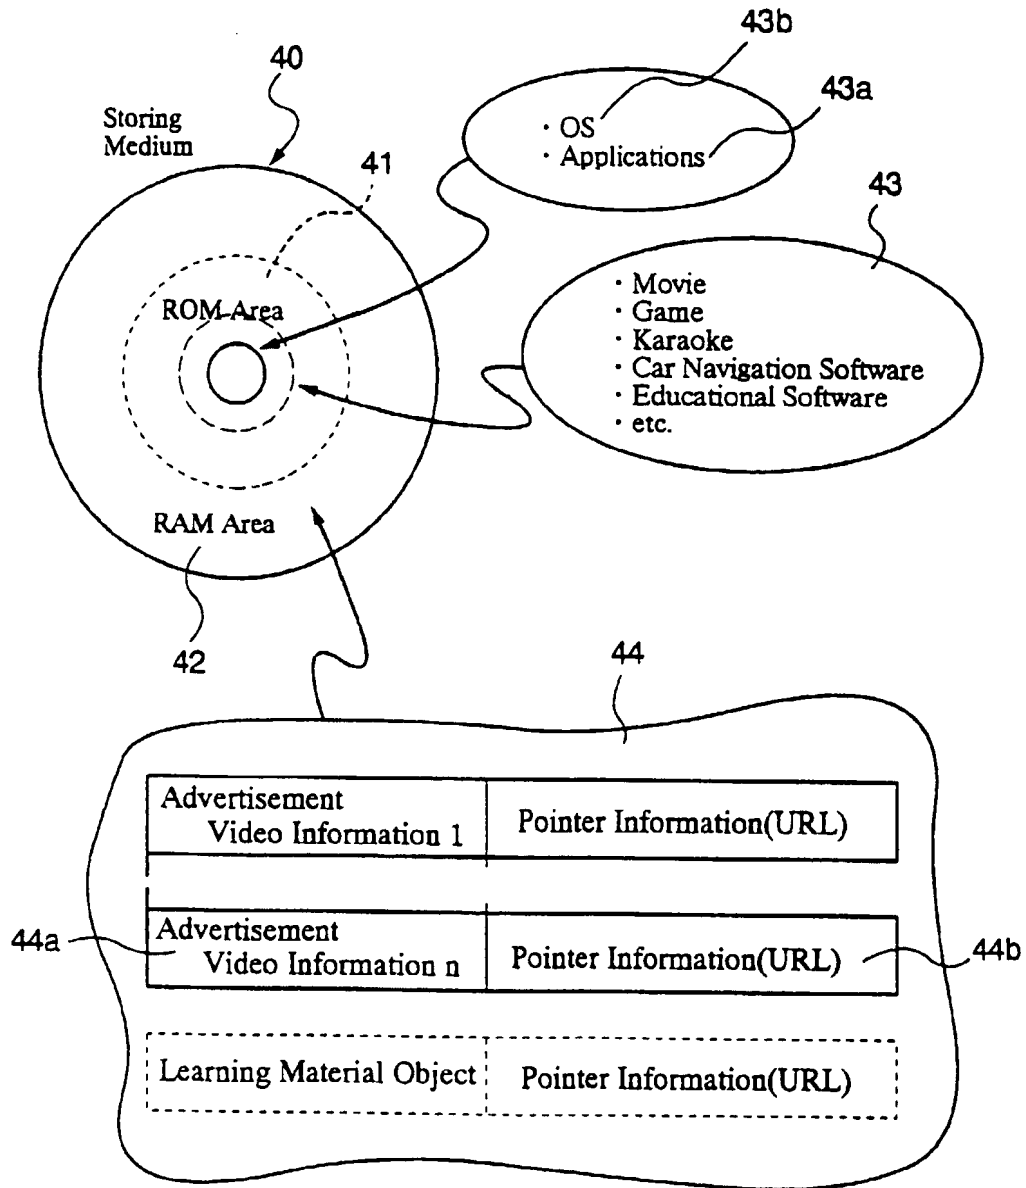 43b
40
43a
Storing
Medium
· OS
· Applications
41
43
ROM Area
· Movie
· Game
· Karaoke
· Car Navigation Software
· Educational Software
· etc.
RAM Area
42
44
Advertisement
Video Information 1
Pointer Information(URL)
Advertisement
Video Information n
Pointer Information(URL)
44a
44b
Learning Material Object
Pointer Information(URL)